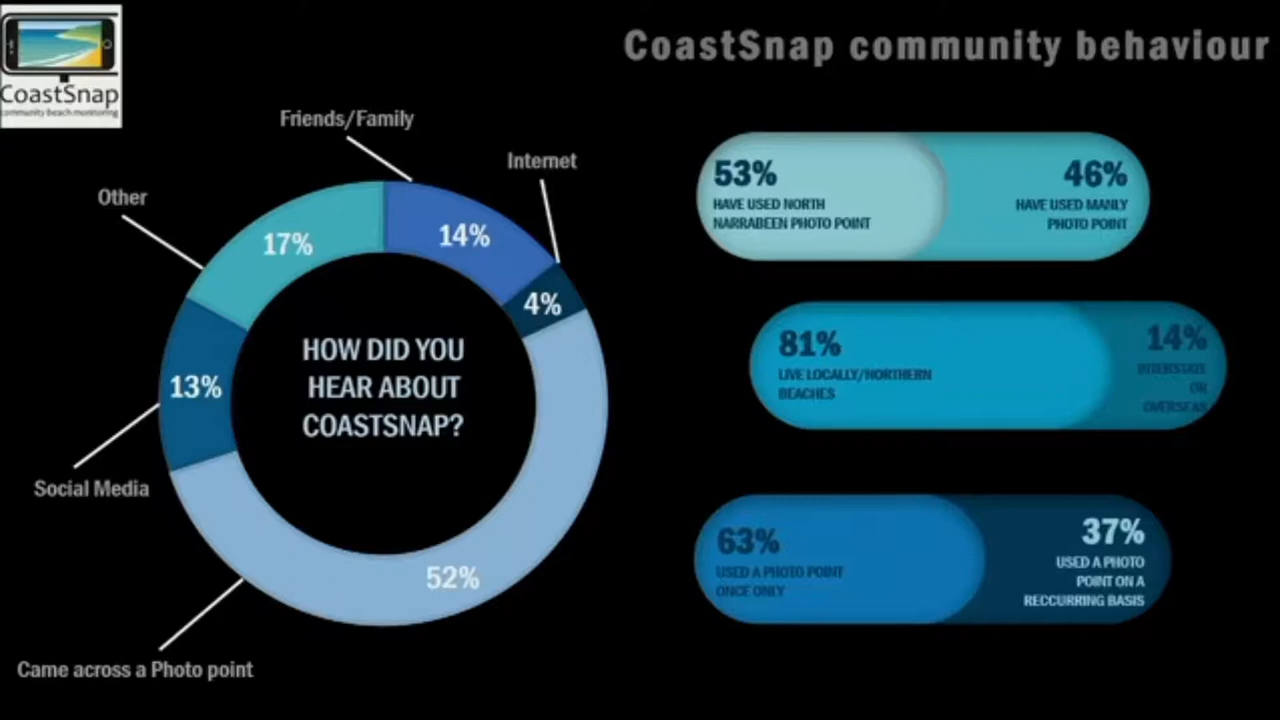 CoastSnap
community beach monitoring
CoastSnap community behaviour
Friends/Family
Internet
Other
17%
14%
4%
13%
52%
HOW DID YOU
HEAR ABOUT
COASTSNAP?
Social Media
Came across a Photo point
53%
HAVE USED NORTH
NARRABEEN PHOTO POINT
46%
HAVE USED MANLY
PHOTO POINT
81%
LIVE LOCALLY/NORTHERN
BEACHES
14%
INTERSTATE
OR
OVERSEAS
63%
USED A PHOTO POINT
ONCE ONLY
37%
USED A PHOTO
POINT ON A
RECCURRING BASIS